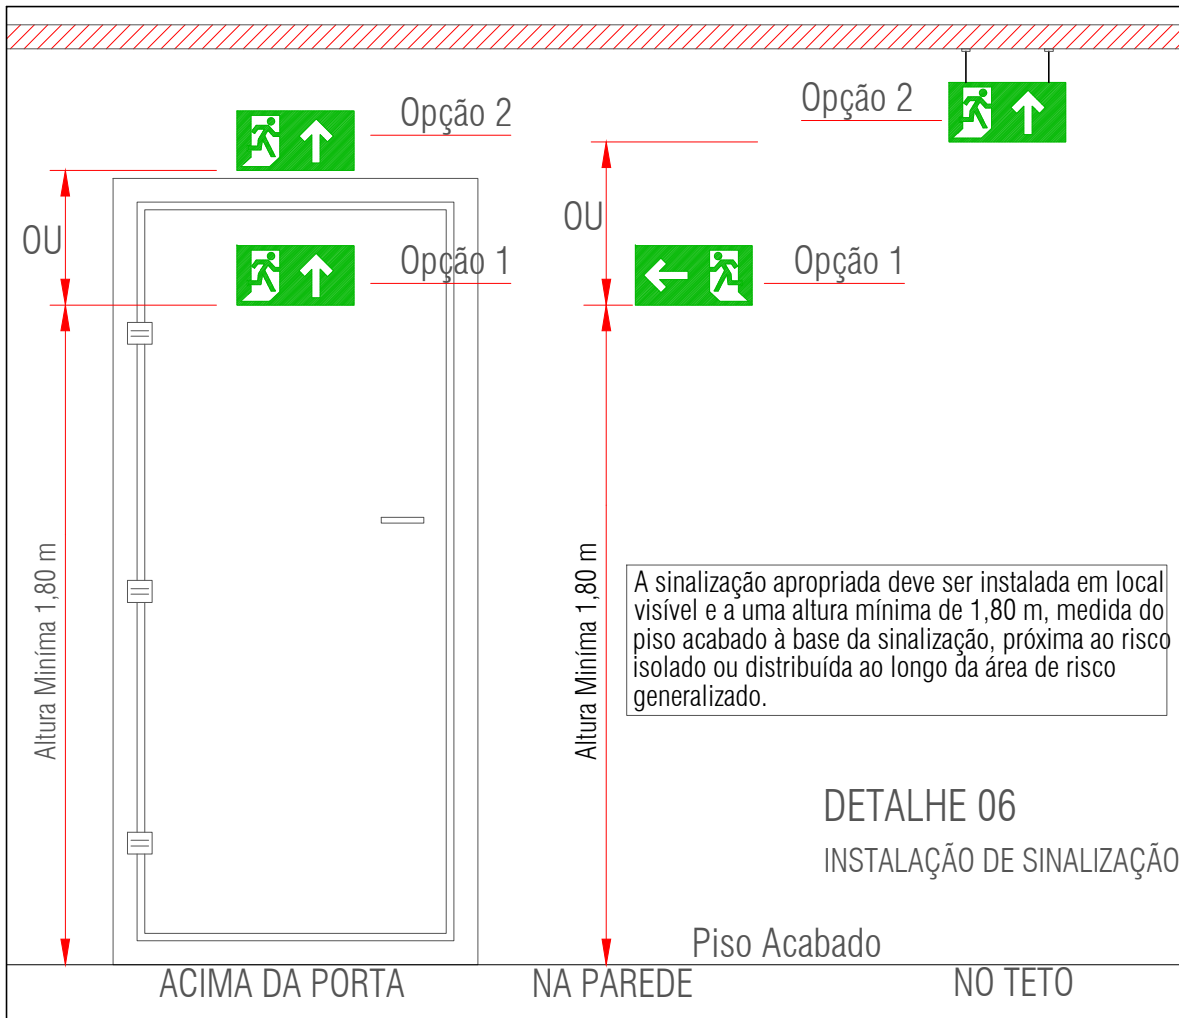 Opção 2
Opção 2
OU
OU
Opção 1
Opção 1
Altura Miníma 1,80 m
Altura Miníma 1,80 m
A sinalização apropriada deve ser instalada em local
visível e a uma altura mínima de 1,80 m, medida do
piso acabado à base da sinalização, próxima ao risco
isolado ou distribuída ao longo da área de risco
generalizado.
DETALHE 06
INSTALAÇÃO DE SINALIZAÇÃO
Piso Acabado
ACIMA DA PORTA
NA PAREDE
NO TETO